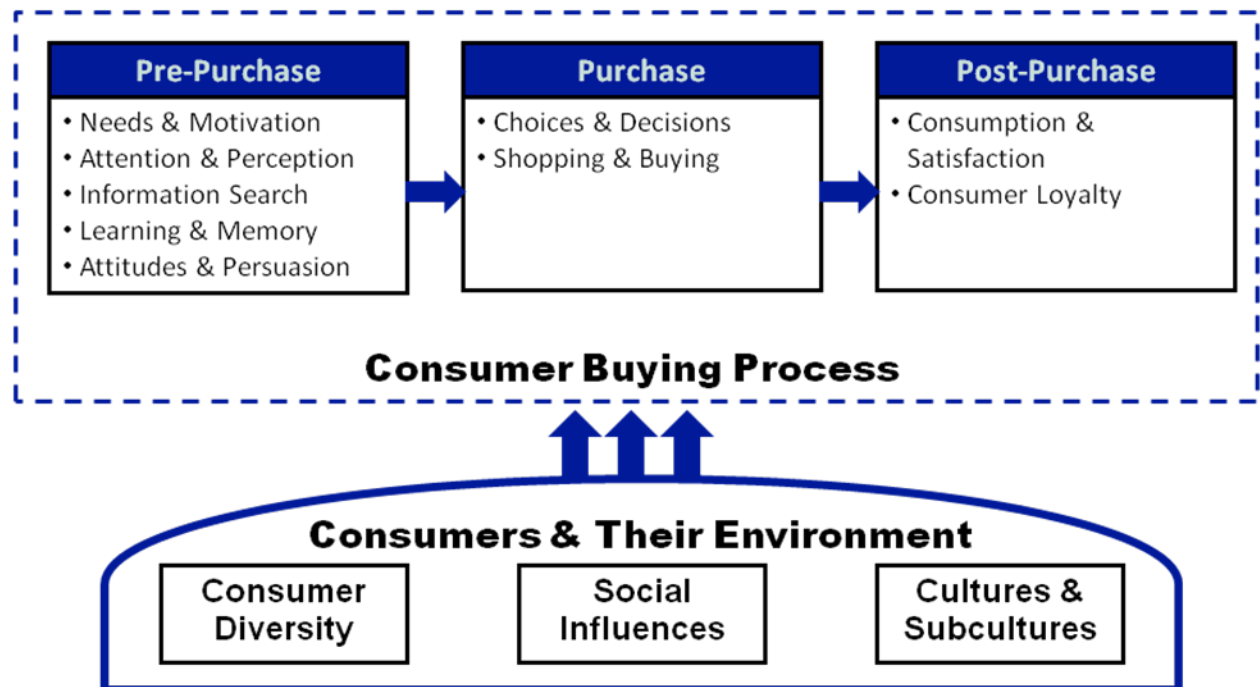 Pre-Purchase
• Needs & Motivation
• Attention & Perception
• Information Search
• Learning & Memory
• Attitudes & Persuasion
Purchase
• Choices & Decisions
• Shopping & Buying
Post-Purchase
• Consumption &
Satisfaction
• Consumer Loyalty
Consumer Buying Process
Consumers & Their Environment
Consumer
Diversity
Social
Influences
Cultures &
Subcultures